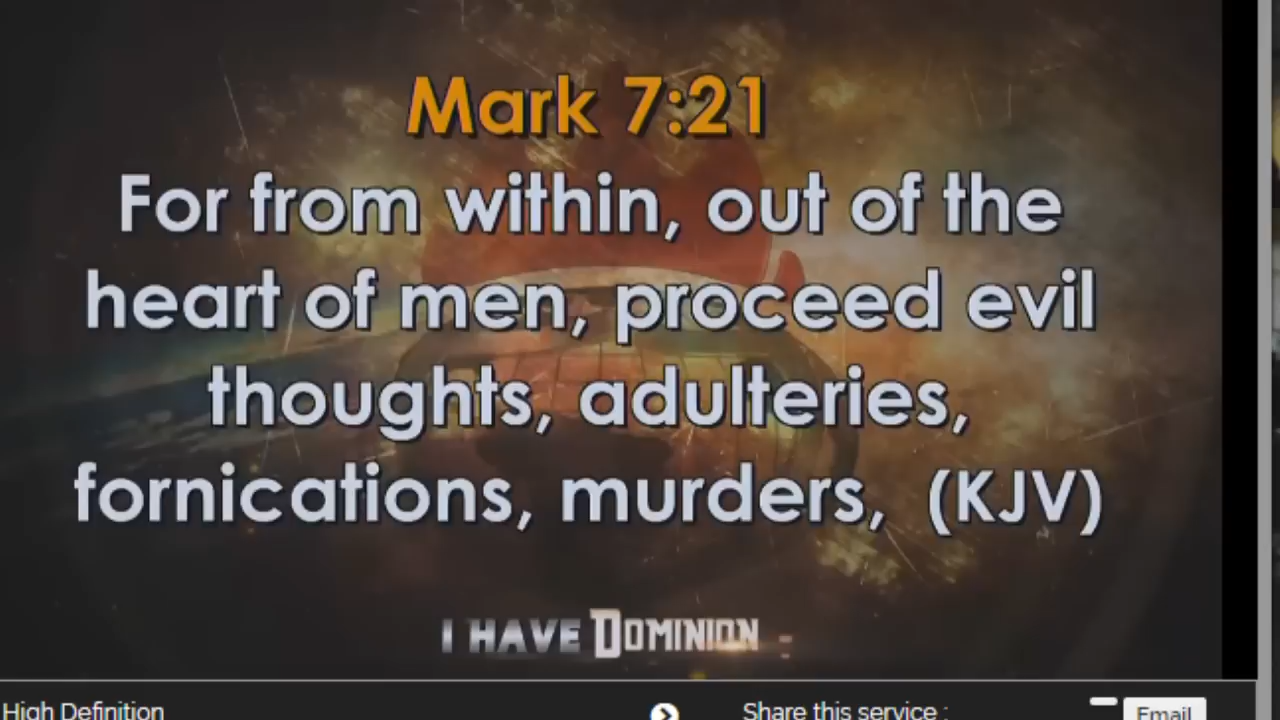 Mark 7:21
For from within, out of the
heart of men, proceed evil
thoughts, adulteries,
fornications, murders, (KJV)
I HAVE DOMINION
High Definition
Share this service :
Email